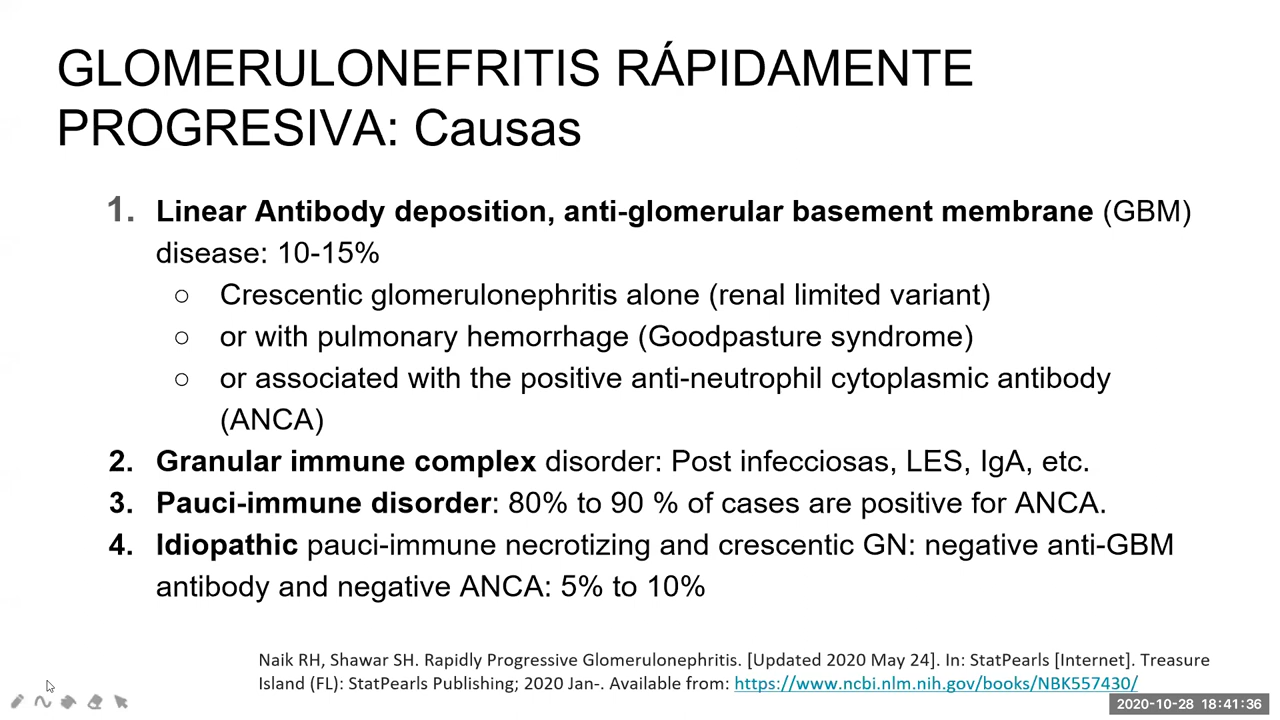 GLOMERULONEFRITIS RÁPIDAMENTE
PROGRESIVA: Causas
1. Linear Antibody deposition, anti-glomerular basement membrane (GBM)
disease: 10-15%
○ Crescentic glomerulonephritis alone (renal limited variant)
○ or with pulmonary hemorrhage (Goodpasture syndrome)
○ or associated with the positive anti-neutrophil cytoplasmic antibody
(ANCA)
2. Granular immune complex disorder: Post infecciosas, LES, IgA, etc.
3. Pauci-immune disorder: 80% to 90 % of cases are positive for ANCA.
4. Idiopathic pauci-immune necrotizing and crescentic GN: negative anti-GBM
antibody and negative ANCA: 5% to 10%
Naik RH, Shawar SH. Rapidly Progressive Glomerulonephritis. [Updated 2020 May 24]. In: StatPearls [Internet]. Treasure
Island (FL): StatPearls Publishing; 2020 Jan-. Available from: https://www.ncbi.nlm.nih.gov/books/NBK557430/
2020-10-28 18:41:36